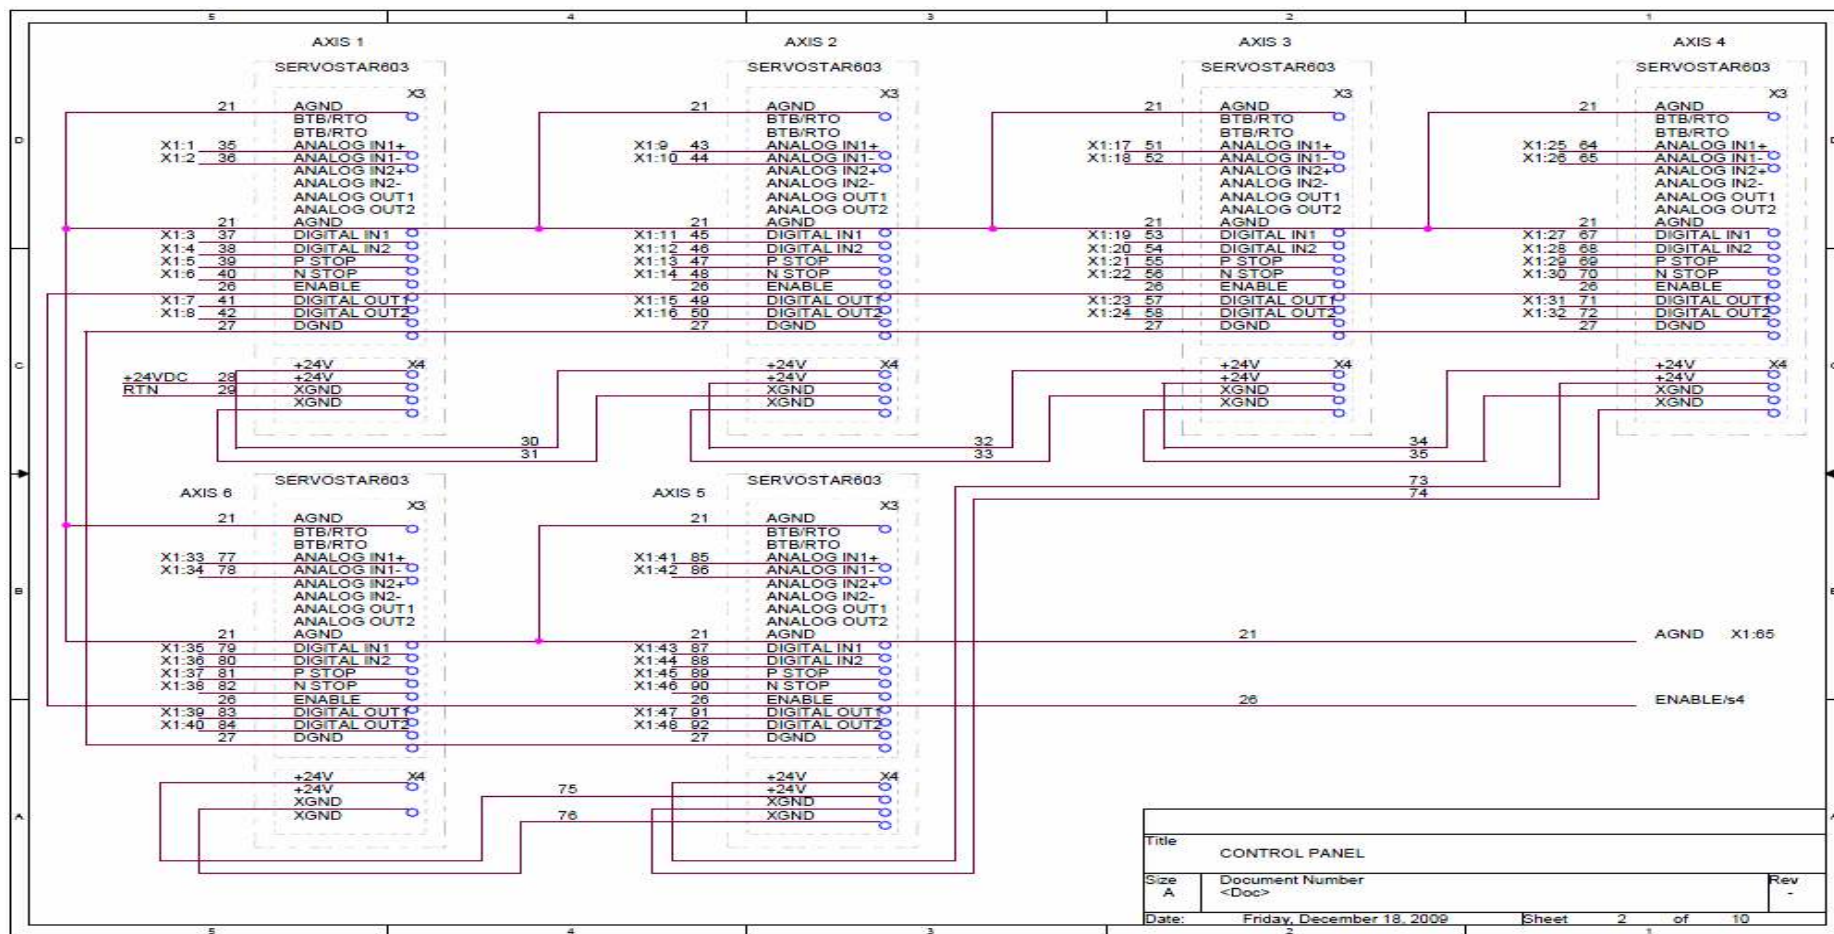 5 4 3 2 1
AXIS 1 AXIS 2 AXIS 3 AXIS 4
SERVOSTAR603 SERVOSTAR603 SERVOSTAR603 SERVOSTAR603
X3 X3 X3 X3
21 AGND 21 AGND 21 AGND 21 AGND
BTB/RTO BTB/RTO BTB/RTO BTB/RTO
D BTB/RTO BTB/RTO BTB/RTO BTB/RTO
X1:1 35 ANALOG IN1+ X1:9 43 ANALOG IN1+ X1:17 51 ANALOG IN1+ X1:25 64 ANALOG IN1+
X1:2 36 ANALOG IN1- X1:10 44 ANALOG IN1- X1:18 52 ANALOG IN1- X1:26 65 ANALOG IN1-
ANALOG IN2+ ANALOG IN2+ ANALOG IN2+ ANALOG IN2+
ANALOG IN2- ANALOG IN2- ANALOG IN2- ANALOG IN2-
ANALOG OUT1 ANALOG OUT1 ANALOG OUT1 ANALOG OUT1
ANALOG OUT2 ANALOG OUT2 ANALOG OUT2 ANALOG OUT2
21 AGND 21 AGND 21 AGND 21 AGND
X1:3 37 DIGITAL IN1 X1:11 45 DIGITAL IN1 X1:19 53 DIGITAL IN1 X1:27 67 DIGITAL IN1
X1:4 38 DIGITAL IN2 X1:12 46 DIGITAL IN2 X1:20 54 DIGITAL IN2 X1:28 68 DIGITAL IN2
X1:5 39 P STOP X1:13 47 P STOP X1:21 55 P STOP X1:29 69 P STOP
X1:6 40 N STOP X1:14 48 N STOP X1:22 56 N STOP X1:30 70 N STOP
26 ENABLE 26 ENABLE 26 ENABLE 26 ENABLE
X1:7 41 DIGITAL OUT1 X1:15 49 DIGITAL OUT1 X1:23 57 DIGITAL OUT1 X1:31 71 DIGITAL OUT1
X1:8 42 DIGITAL OUT2 X1:16 50 DIGITAL OUT2 X1:24 58 DIGITAL OUT2 X1:32 72 DIGITAL OUT2
27 DGND 27 DGND 27 DGND 27 DGND
C +24V X4 +24V X4 +24V X4 +24V X4
+24VDC 28 +24V +24V +24V +24V
RTN 29 XGND XGND XGND XGND
XGND XGND XGND XGND
30 32 34
31 33 35
SERVOSTAR603 SERVOSTAR603 73
AXIS 6 AXIS 5 74
X3 X3
21 AGND 21 AGND
BTB/RTO BTB/RTO
BTB/RTO BTB/RTO
X1:33 77 ANALOG IN1+ X1:41 85 ANALOG IN1+
X1:34 78 ANALOG IN1- X1:42 86 ANALOG IN1-
ANALOG IN2+ ANALOG IN2+
B ANALOG IN2- ANALOG IN2-
ANALOG OUT1 ANALOG OUT1
ANALOG OUT2 ANALOG OUT2
21 AGND 21 AGND 21 AGND X1:65
X1:35 79 DIGITAL IN1 X1:43 87 DIGITAL IN1
X1:36 80 DIGITAL IN2 X1:44 88 DIGITAL IN2
X1:37 81 P STOP X1:45 89 P STOP
X1:38 82 N STOP X1:46 90 N STOP
26 ENABLE 26 ENABLE 26 ENABLE/s4
X1:39 83 DIGITAL OUT1 X1:47 91 DIGITAL OUT1
X1:40 84 DIGITAL OUT2 X1:48 92 DIGITAL OUT2
27 DGND 27 DGND
+24V X4 +24V X4
+24V 75 +24V
XGND XGND
A XGND 76 XGND
Title
CONTROL PANEL
Size Document Number Rev
A <Doc> -
Date: Friday, December 18, 2009 Sheet 2 of 10
5 4 3 2 1